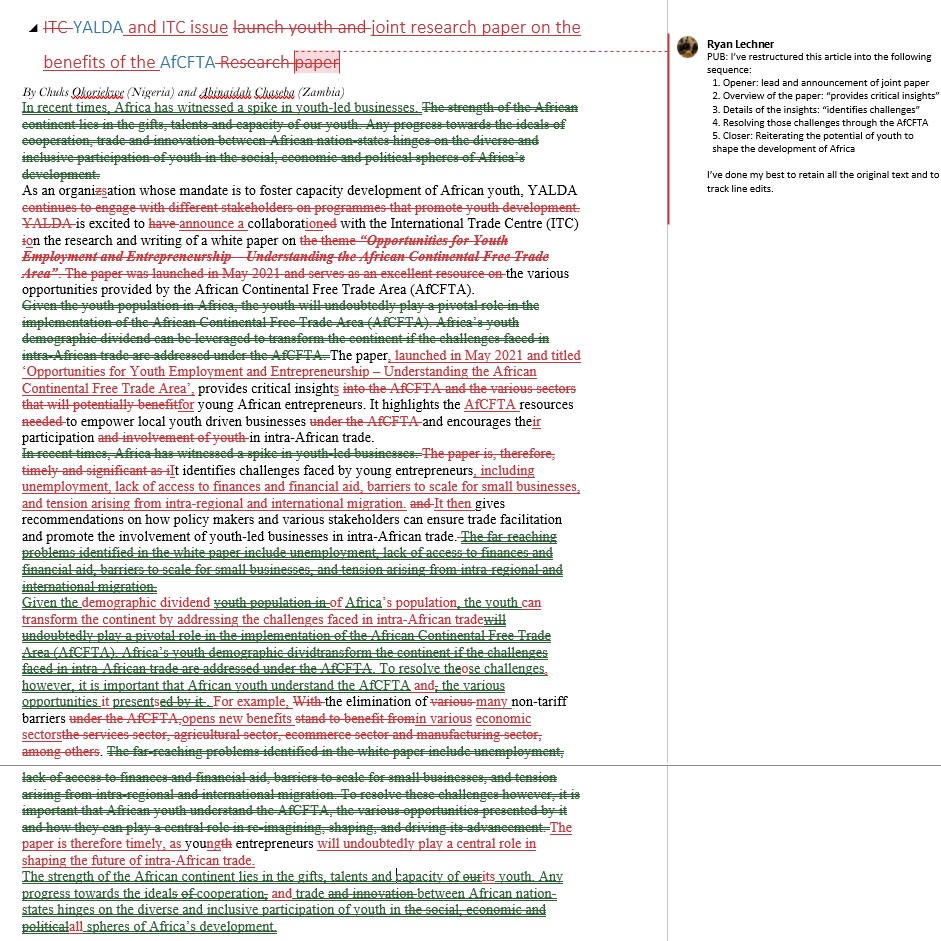 ITC YALDA and ITC issue launch youth and joint research paper on the
benefits of the AfCFTA Research paper
By Chuks Okoriekwe (Nigeria) and Abinaidah Chaseba (Zambia)
In recent times, Africa has witnessed a spike in youth-led businesses. The strength of the African
continent lies in the gifts, talents and capacity of our youth. Any progress towards the ideals of
cooperation, trade and innovation between African nation-states hinges on the diverse and
inclusive participation of youth in the social, economic and political spheres of Africa's
development.
As an organizsation whose mandate is to foster capacity development of African youth, YALDA
continues to engage with different stakeholders on programmes that promote youth development.
YALDA is excited to have announce a collaborationed with the International Trade Centre (ITC)
ion the research and writing of a white paper on the theme "Opportunities for Youth
Employment and Entrepreneurship – Understanding the African Continental Free Trade
Area". The paper was launched in May 2021 and serves as an excellent resource on the various
opportunities provided by the African Continental Free Trade Area (AfCFTA).
Given the youth population in Africa, the youth will undoubtedly play a pivotal role in the
implementation of the African Continental Free Trade Area (AfCFTA). Africa's youth
demographic dividend can be leveraged to transform the continent if the challenges faced in
intra-African trade are addressed under the AfCFTA. The paper, launched in May 2021 and titled
'Opportunities for Youth Employment and Entrepreneurship – Understanding the African
Continental Free Trade Area', provides critical insights into the AfCFTA and the various sectors
that will potentially benefitfor young African entrepreneurs. It highlights the AfCFTA resources
needed to empower local youth driven businesses under the AfCFTA and encourages their
participation and involvement of youth in intra-African trade.
In recent times, Africa has witnessed a spike in youth-led businesses. The paper is, therefore,
timely and significant as iIt identifies challenges faced by young entrepreneurs, including
unemployment, lack of access to finances and financial aid, barriers to scale for small businesses,
and tension arising from intra-regional and international migration. and It then gives
recommendations on how policy makers and various stakeholders can ensure trade facilitation
and promote the involvement of youth-led businesses in intra-African trade. The far-reaching
problems identified in the white paper include unemployment, lack of access to finances and
financial aid, barriers to scale for small businesses, and tension arising from intra-regional and
international migration.
Given the demographic dividend youth population in of Africa's population, the youth can
transform the continent by addressing the challenges faced in intra-African tradewill
undoubtedly play a pivotal role in the implementation of the African Continental Free Trade
Area (AfCFTA). Africa's youth demographic dividtransform the continent if the challenges
faced in intra-African trade are addressed under the AfCFTA. To resolve theose challenges,
however, it is important that African youth understand the AfCFTA and, the various
opportunities it presentsed by it . For example, With the elimination of various many non-tariff
barriers under the AfCFTA,opens new benefits stand to benefit fromin various economic
sectorsthe services sector, agricultural sector, ecommerce sector and manufacturing sector,
among others. The far-reaching problems identified in the white paper include unemployment,
lack of access to finances and financial aid, barriers to scale for small businesses, and tension
arising from intra-regional and international migration. To resolve these challenges however, it is
important that African youth understand the AfCFTA, the various opportunities presented by it
and how they can play a central role in re-imagining, shaping, and driving its advancement. The
paper is therefore timely, as youngth entrepreneurs will undoubtedly play a central role in
shaping the future of intra-African trade.
The strength of the African continent lies in the gifts, talents and capacity of ourits youth. Any
progress towards the ideals of cooperation, and trade and innovation between African nation-
states hinges on the diverse and inclusive participation of youth in the social, economic and
politicalall spheres of Africa's development.
Ryan Lechner
PUB: I've restructured this article into the following
sequence:
1. Opener: lead and announcement of joint paper
2. Overview of the paper: "provides critical insights"
3. Details of the insights: "identifies challenges"
4. Resolving those challenges through the AfCFTA
5. Closer: Reiterating the potential of youth to
shape the development of Africa
I've done my best to retain all the original text and to
track line edits.